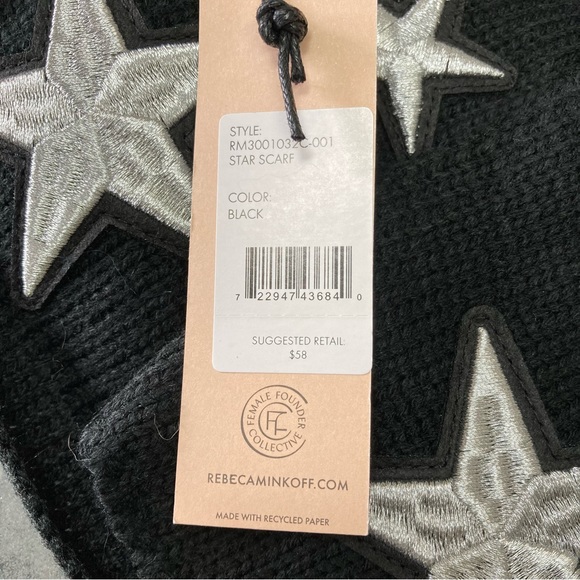 STYLE:
RM3001032C-001
STAR SCARF
COLOR:
BLACK
7 22947 43684 0
SUGGESTED RETAIL:
$58
FEMALE FOUNDER
COLLECTIVE
FC
REBECAMINKOFF.COM
MADE WITH RECYCLED PAPER